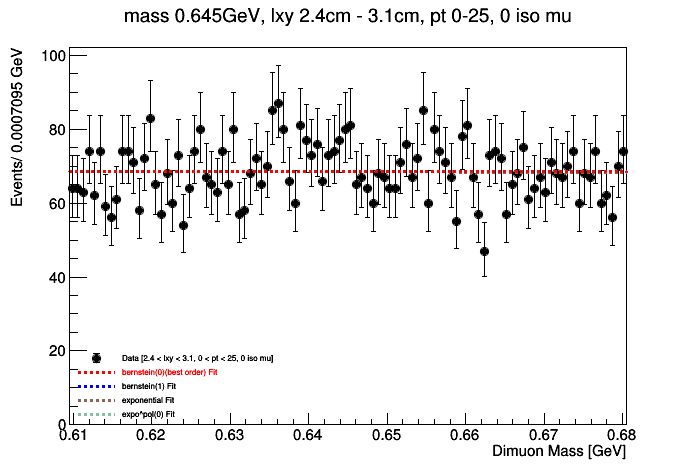 mass 0.645GeV, lxy 2.4cm - 3.1cm, pt 0-25, 0 iso mu
Events/ 0.0007095 GeV
100
80
60
40
20
0
Data [2.4 < lxy < 3.1, 0 < pt < 25, 0 iso mu]
bernstein(0)(best order) Fit
bernstein(1) Fit
exponential Fit
expo*pol(0) Fit
0.61 0.62 0.63 0.64 0.65 0.66 0.67 0.68
Dimuon Mass [GeV]